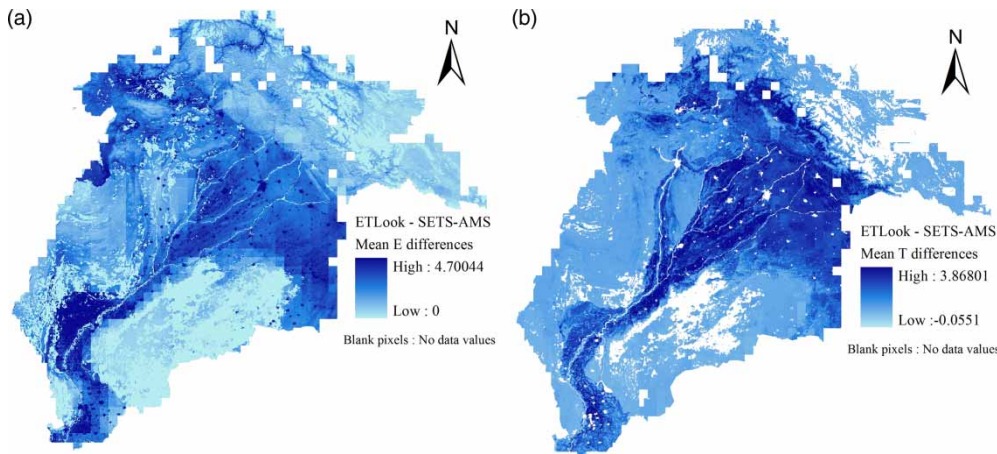 (a)
N
ETLook - SETS-AMS
Mean E differences
High : 4.70044
Low : 0
Blank pixels : No data values
(b)
N
ETLook - SETS-AMS
Mean T differences
High : 3.86801
Low : -0.0551
Blank pixels : No data values